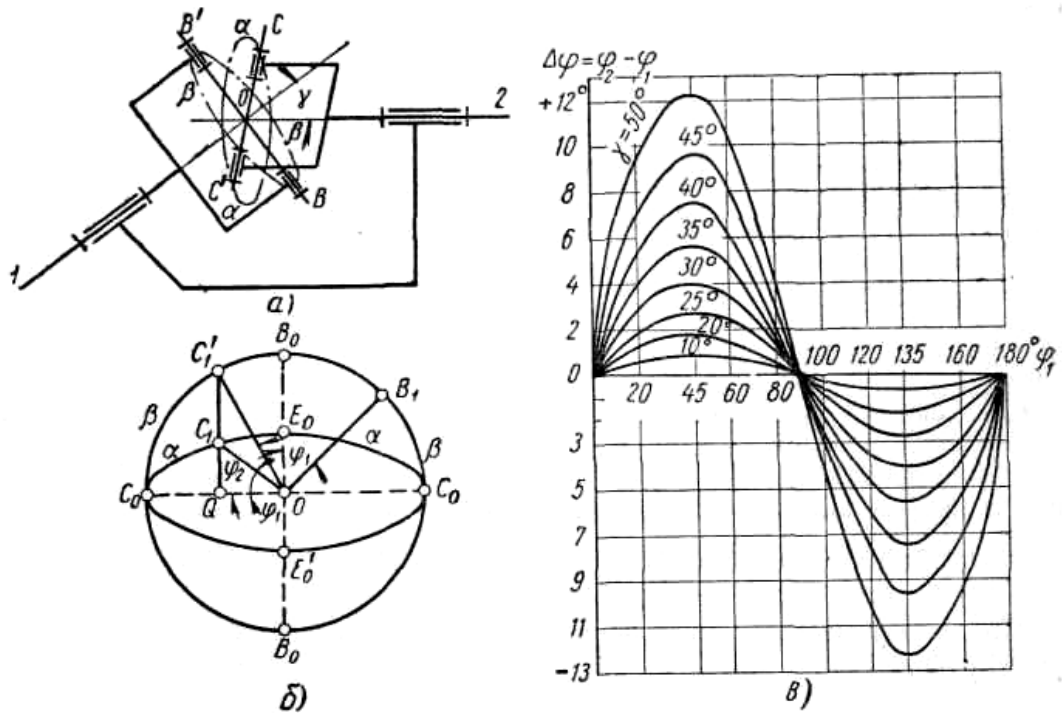 B' α C
β O γ
2
β
C'
α B
1
а)
C₁' B₀
B₁
β E₀
C₁ α β
α φ₂ φ₁
C₀ Q φ₁ O C₀
E₀'
B₀
б)
Δφ = φ₂ - φ₁
+12°
10
8
6
4
2
0
γ = 50°
45°
40°
35°
30°
25°
20°
10°
20 45 60 80 100 120 135 160 180° φ₁
3
5
7
9
11
-13
в)